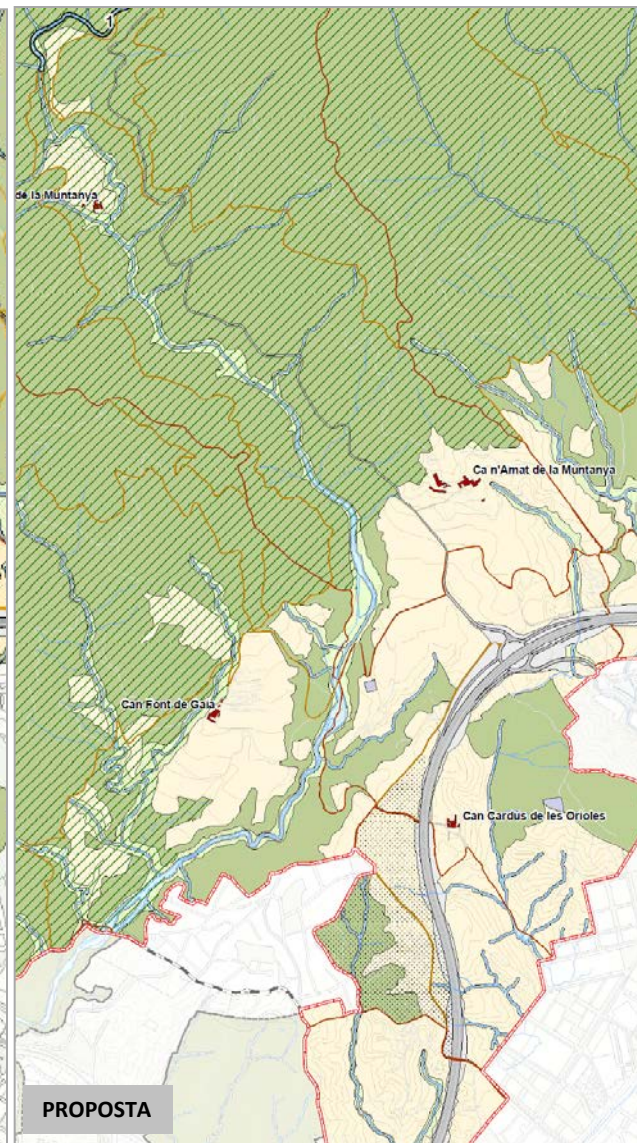 1
de la Muntanya
Ca n'Amat de la Muntanya
Can Font de Gaià
Can Cardús de les Orioles
PROPOSTA